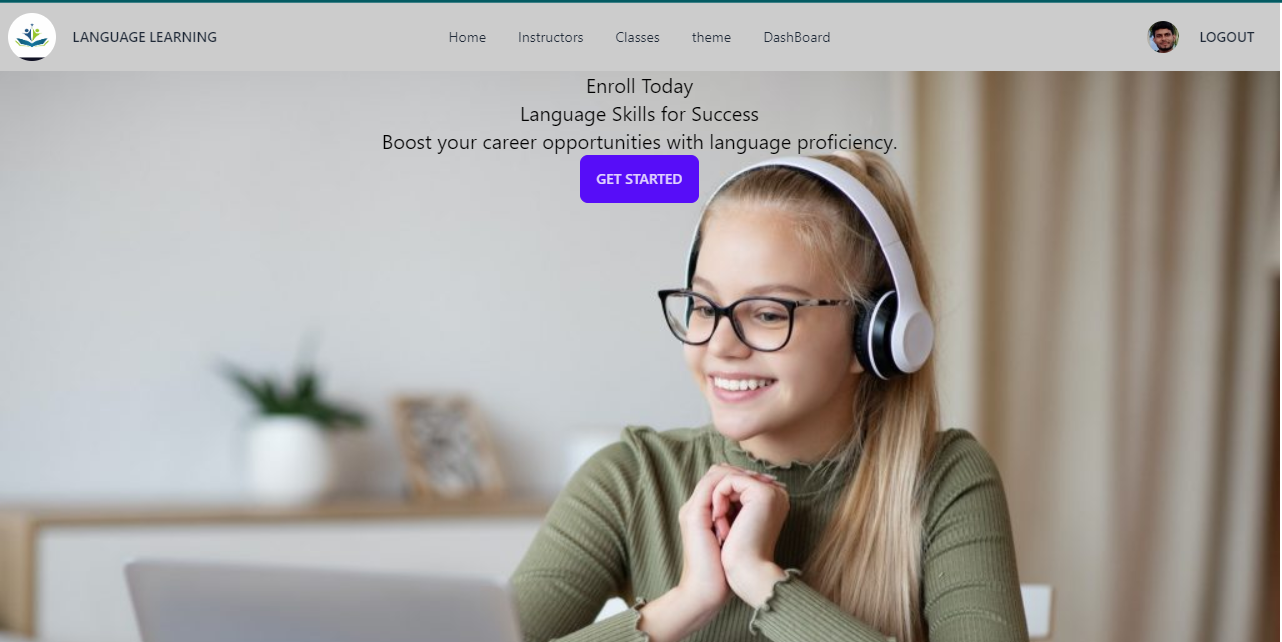 LANGUAGE LEARNING
Home Instructors Classes theme DashBoard
LOGOUT
Enroll Today
Language Skills for Success
Boost your career opportunities with language proficiency.
GET STARTED